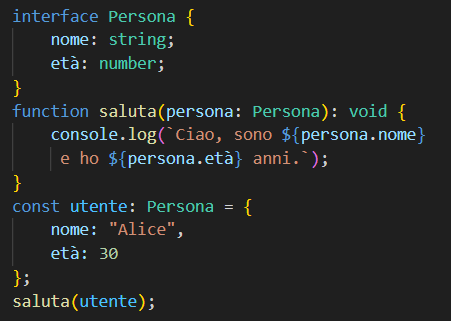 interface Persona {
    nome: string;
    età: number;
}
function saluta(persona: Persona): void {
    console.log(`Ciao, sono ${persona.nome}
     e ho ${persona.età} anni.`);
}
const utente: Persona = {
    nome: "Alice",
    età: 30
};
saluta(utente);